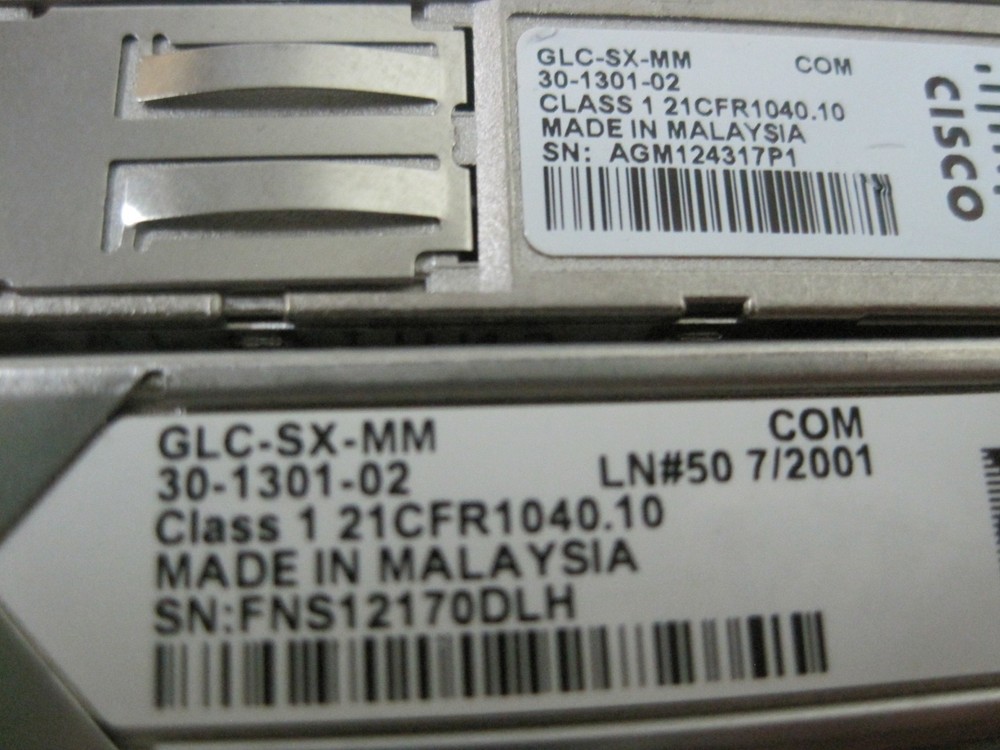 GLC-SX-MM COM
30-1301-02
CLASS 1 21CFR1040.10
MADE IN MALAYSIA
SN: AGM124317P1
CISCO
GLC-SX-MM COM
30-1301-02 LN#50 7/2001
Class 1 21CFR1040.10
MADE IN MALAYSIA
SN:FNS12170DLH